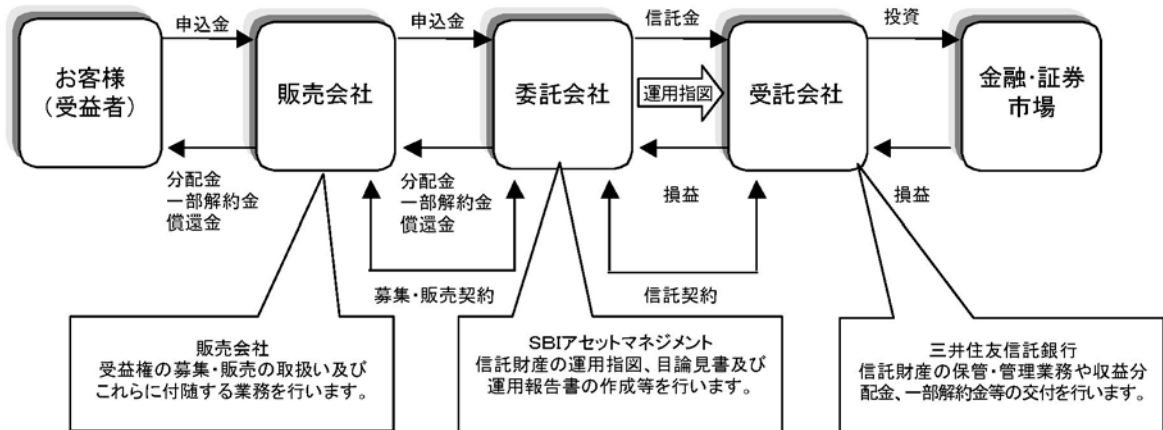 申込金
申込金
信託金
投資
お客様
（受益者）
販売会社
委託会社
運用指図
受託会社
金融・証券
市場
分配金
一部解約金
償還金
分配金
一部解約金
償還金
損益
損益
募集・販売契約
信託契約
販売会社
受益権の募集・販売の取扱い及び
これらに付随する業務を行います。
SBIアセットマネジメント
信託財産の運用指図、目論見書及び
運用報告書の作成等を行います。
三井住友信託銀行
信託財産の保管・管理業務や収益分
配金、一部解約金等の交付を行います。